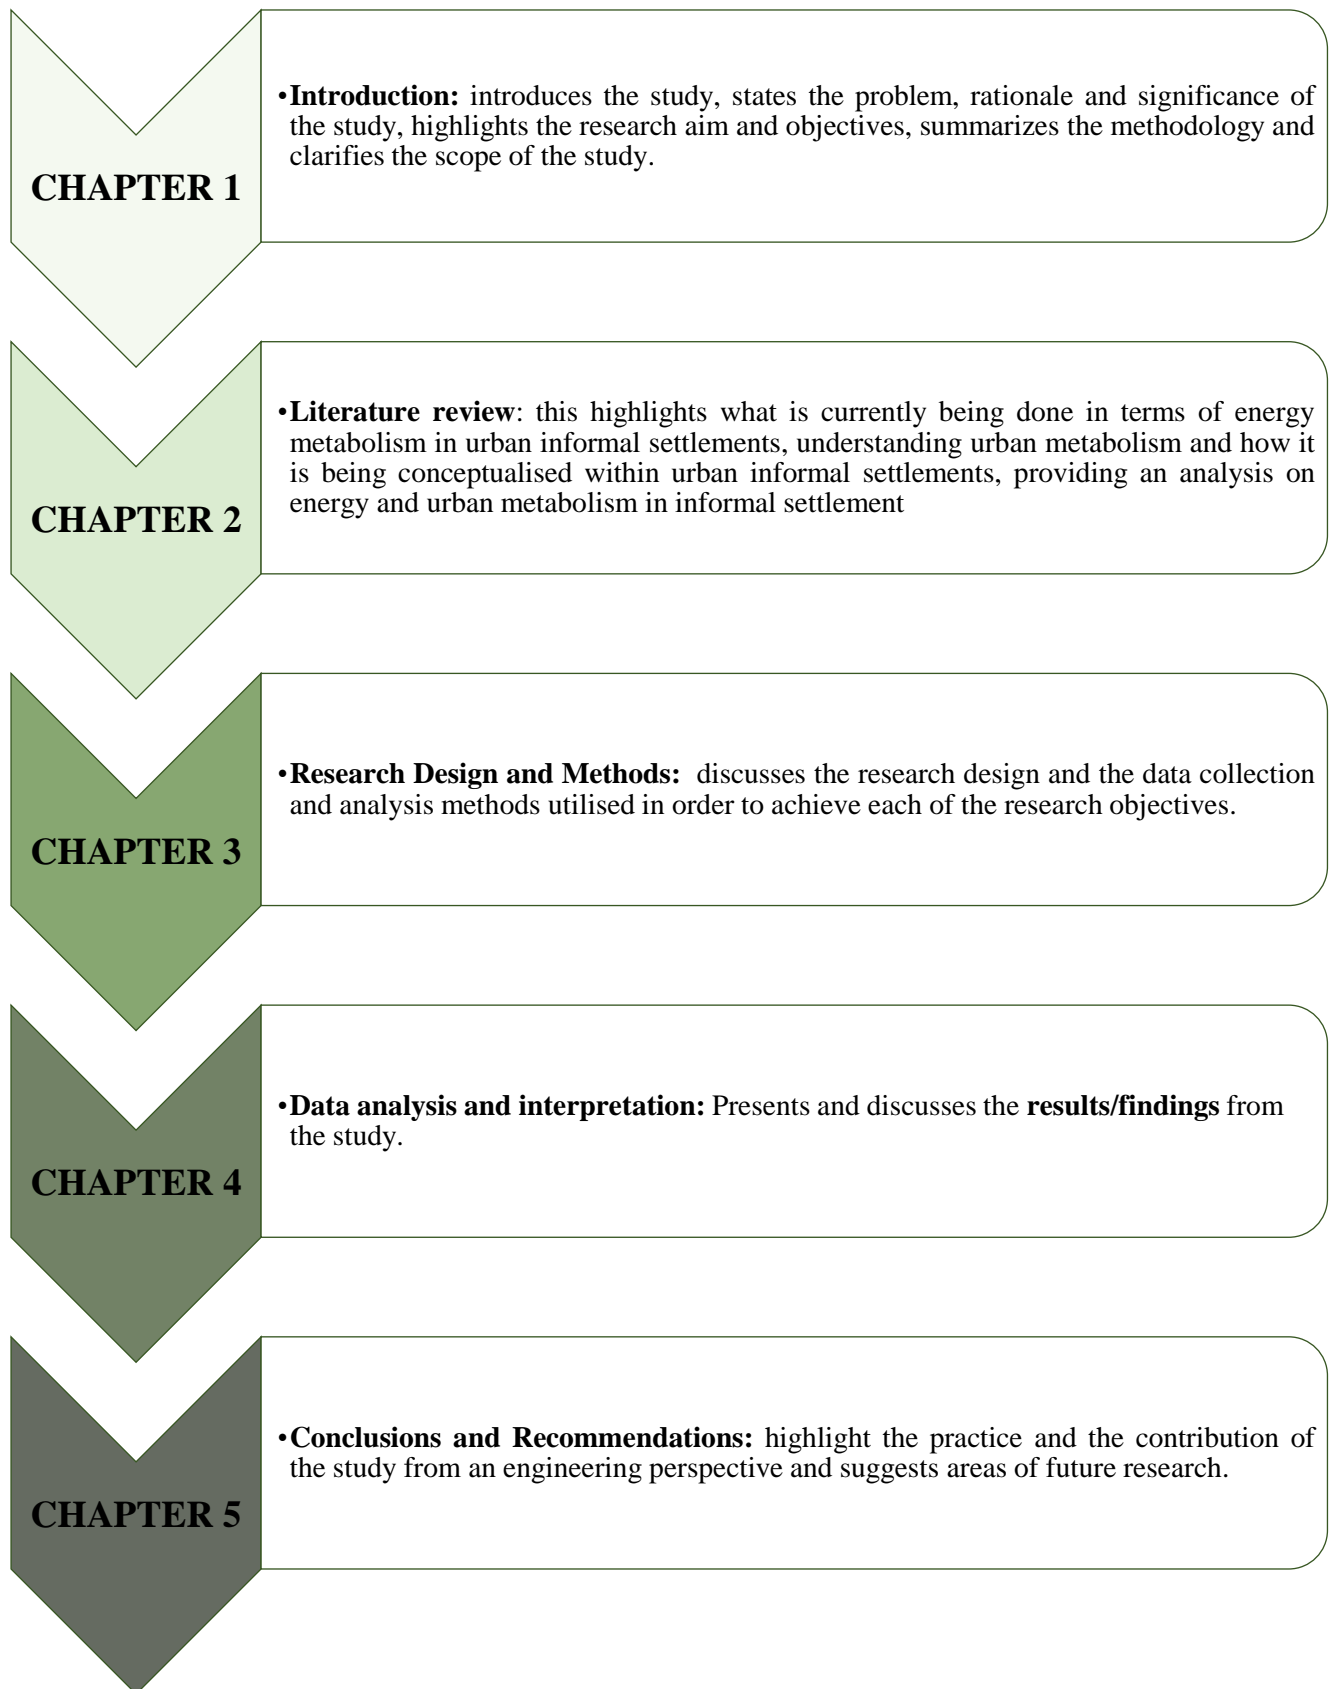 CHAPTER 1
•Introduction: introduces the study, states the problem, rationale and significance of
the study, highlights the research aim and objectives, summarizes the methodology and
clarifies the scope of the study.
CHAPTER 2
•Literature review: this highlights what is currently being done in terms of energy
metabolism in urban informal settlements, understanding urban metabolism and how it
is being conceptualised within urban informal settlements, providing an analysis on
energy and urban metabolism in informal settlement
CHAPTER 3
•Research Design and Methods: discusses the research design and the data collection
and analysis methods utilised in order to achieve each of the research objectives.
CHAPTER 4
•Data analysis and interpretation: Presents and discusses the results/findings from
the study.
CHAPTER 5
•Conclusions and Recommendations: highlight the practice and the contribution of
the study from an engineering perspective and suggests areas of future research.